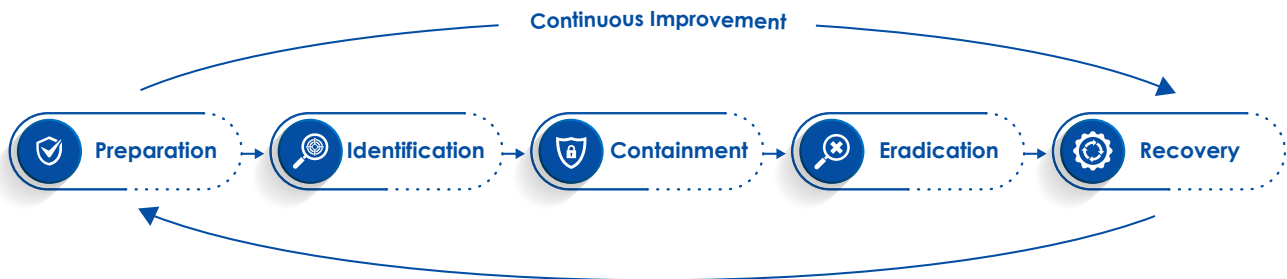 Continuous Improvement
Preparation
Identification
Containment
Eradication
Recovery